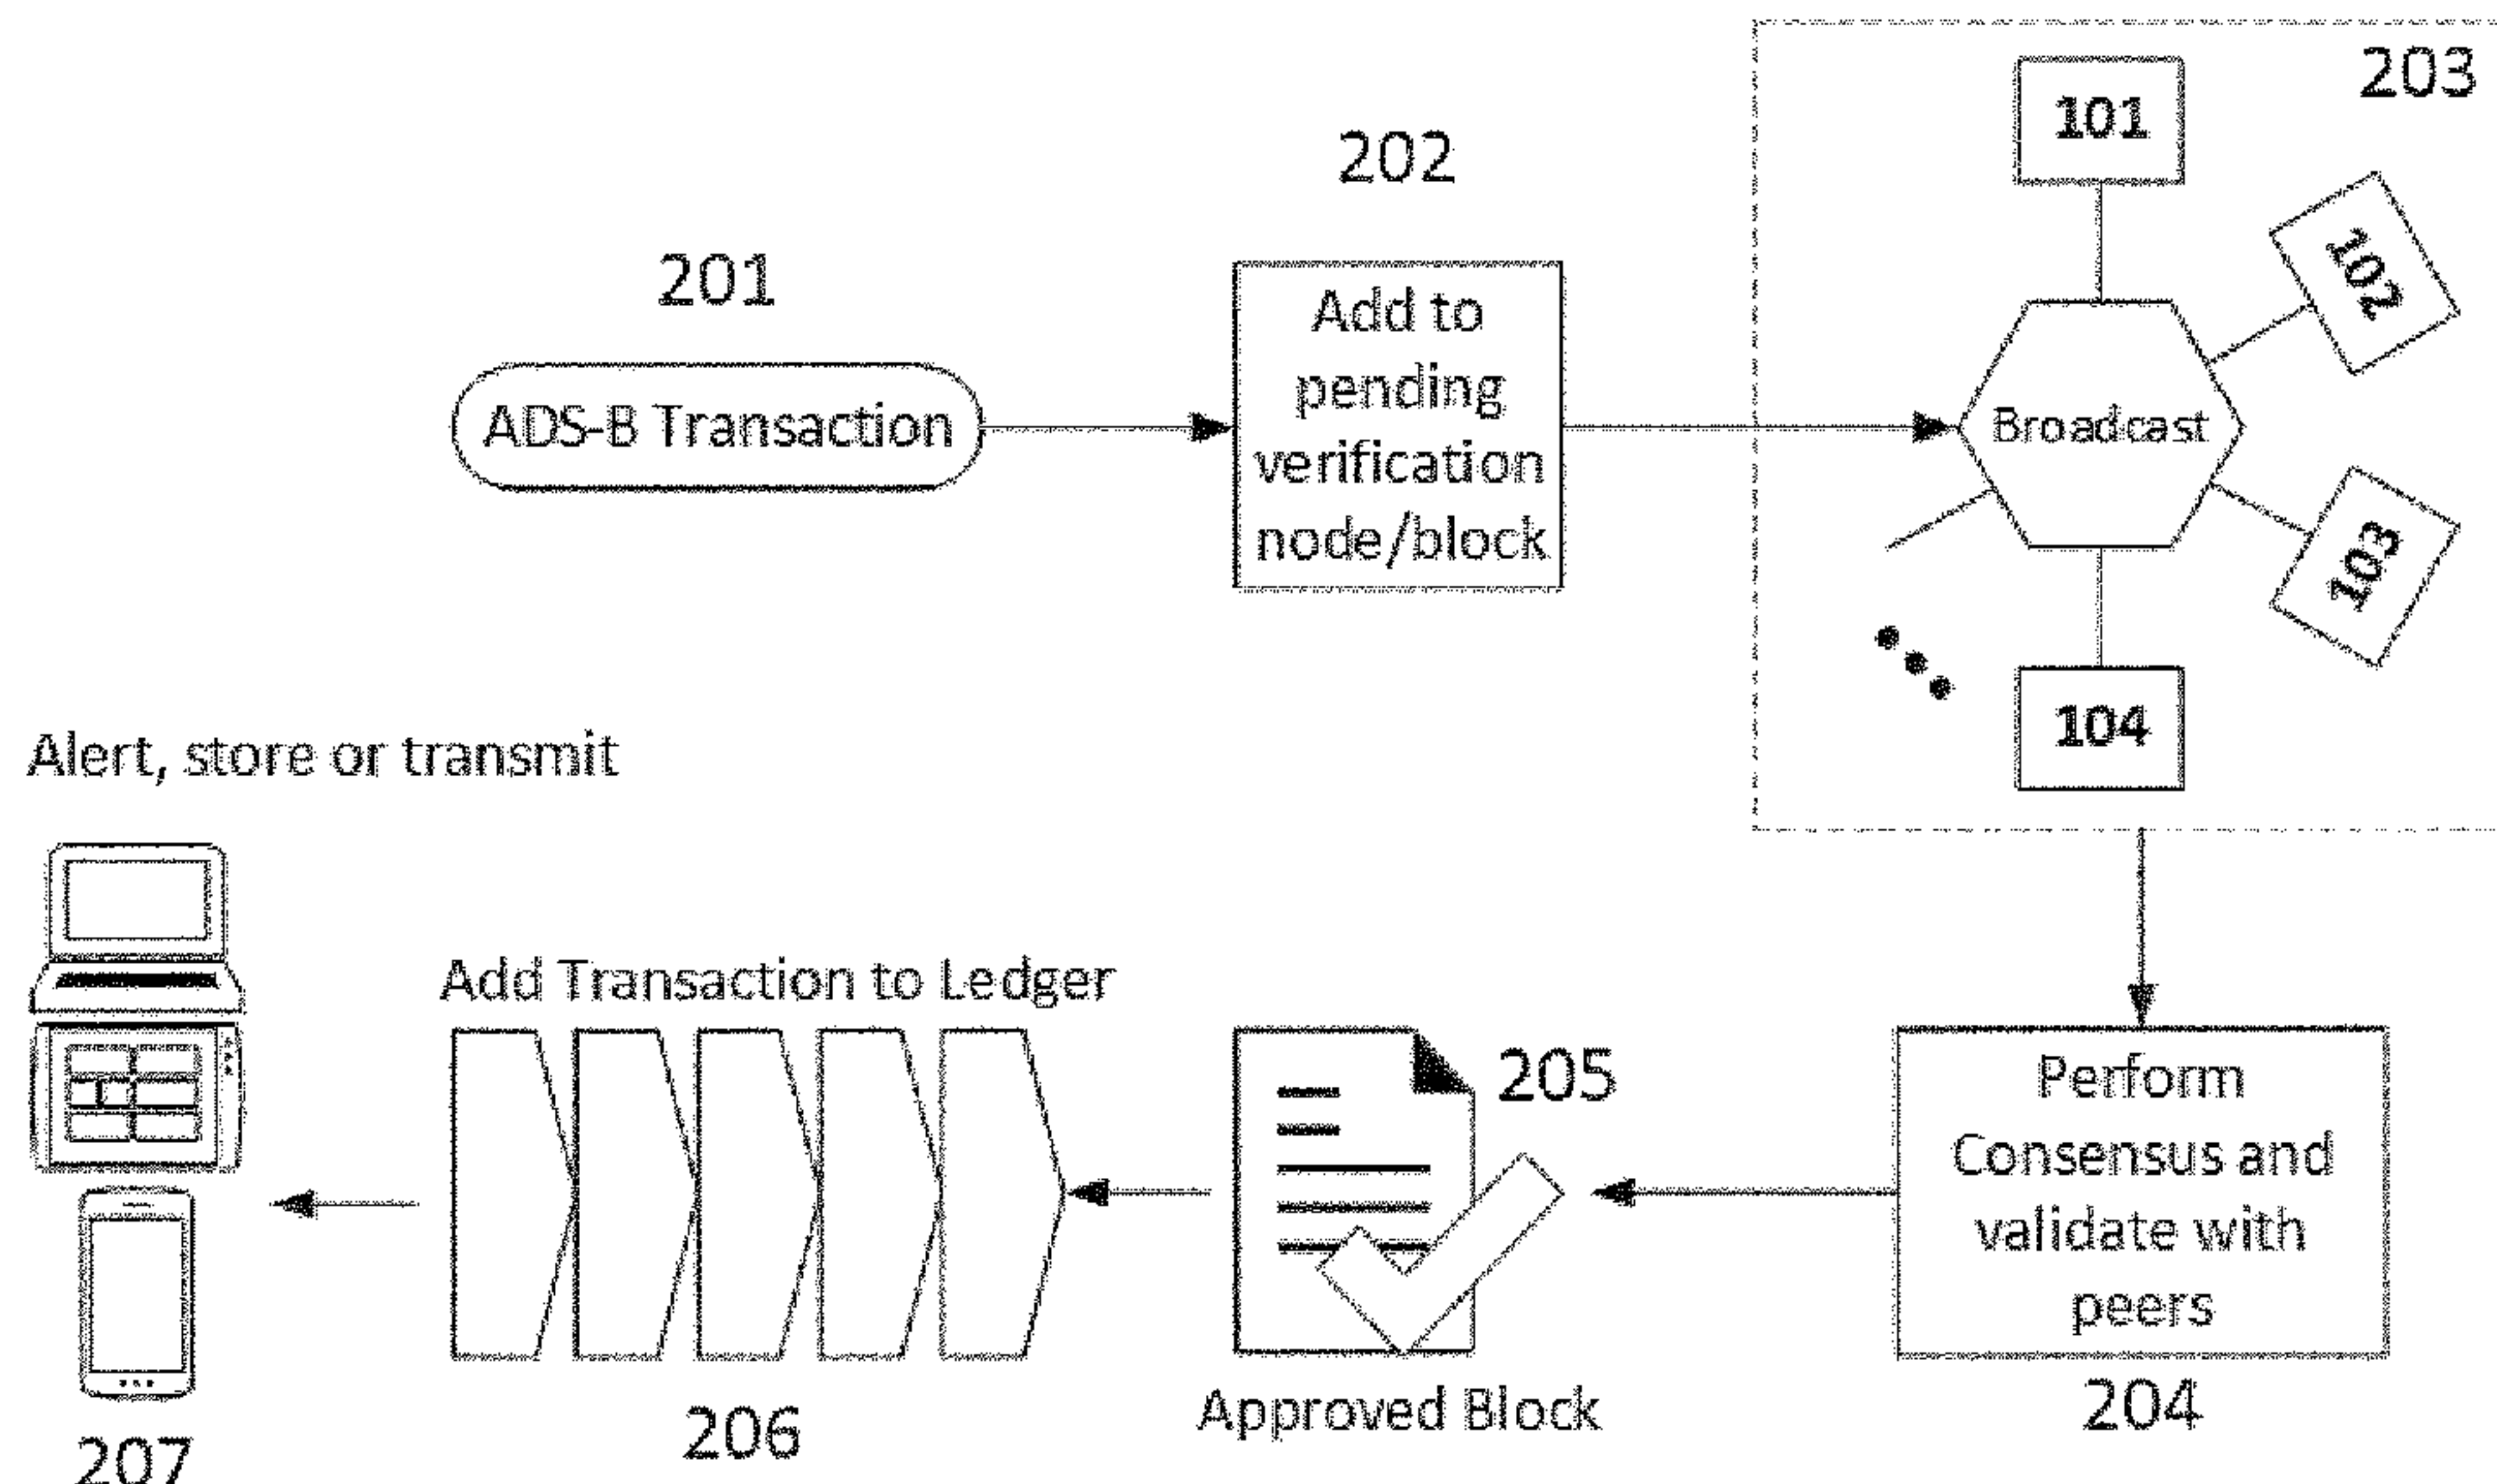 203
101
202
102
201
Add to
pending
verification
node/block
ADS-B Transaction
Broadcast
103
104
Alert, store or transmit
Add Transaction to Ledger
205
Perform
Consensus and
validate with
peers
Approved Block
204
206
207